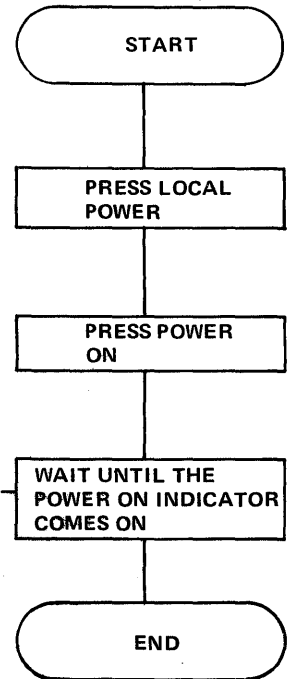 START
PRESS LOCAL
POWER
PRESS POWER
ON
WAIT UNTIL THE
POWER ON INDICATOR
COMES ON
END